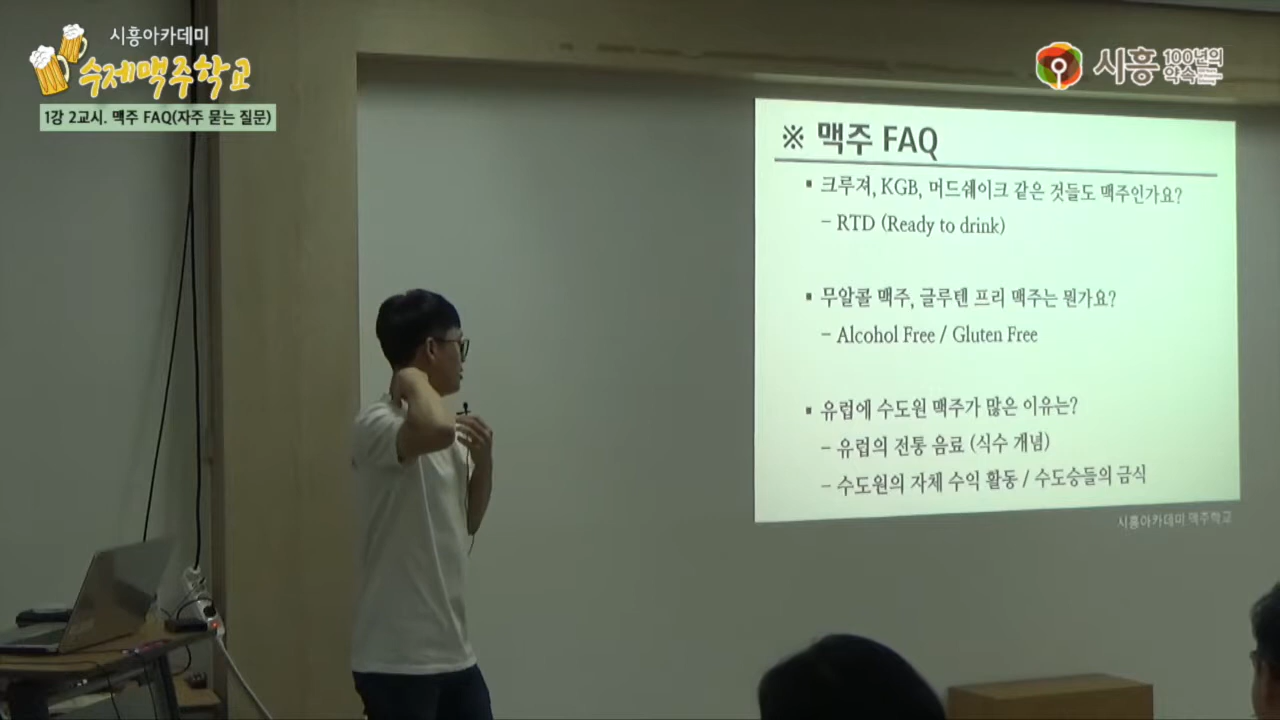 시흥아카데미
수제맥주학교
1강 2교시. 맥주 FAQ(자주 묻는 질문)
시흥 100년의 약속
※ 맥주 FAQ
▪ 크루져, KGB, 머드쉐이크 같은 것들도 맥주인가요?
– RTD (Ready to drink)
▪ 무알콜 맥주, 글루텐 프리 맥주는 뭔가요?
– Alcohol Free / Gluten Free
▪ 유럽에 수도원 맥주가 많은 이유는?
– 유럽의 전통 음료 (식수 개념)
– 수도원의 자체 수익 활동 / 수도승들의 금식
시흥아카데미 맥주학교